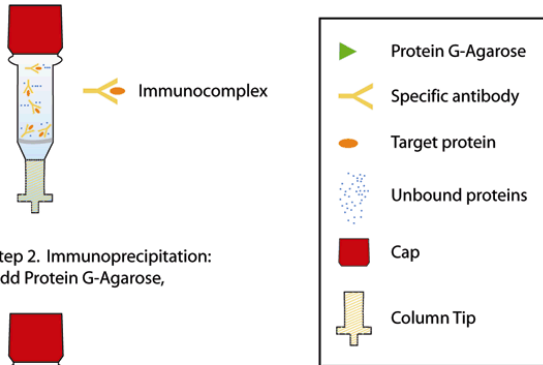 Immunocomplex
tep 2. Immunoprecipitation:
dd Protein G-Agarose,
Protein G-Agarose
Specific antibody
Target protein
Unbound proteins
Cap
Column Tip